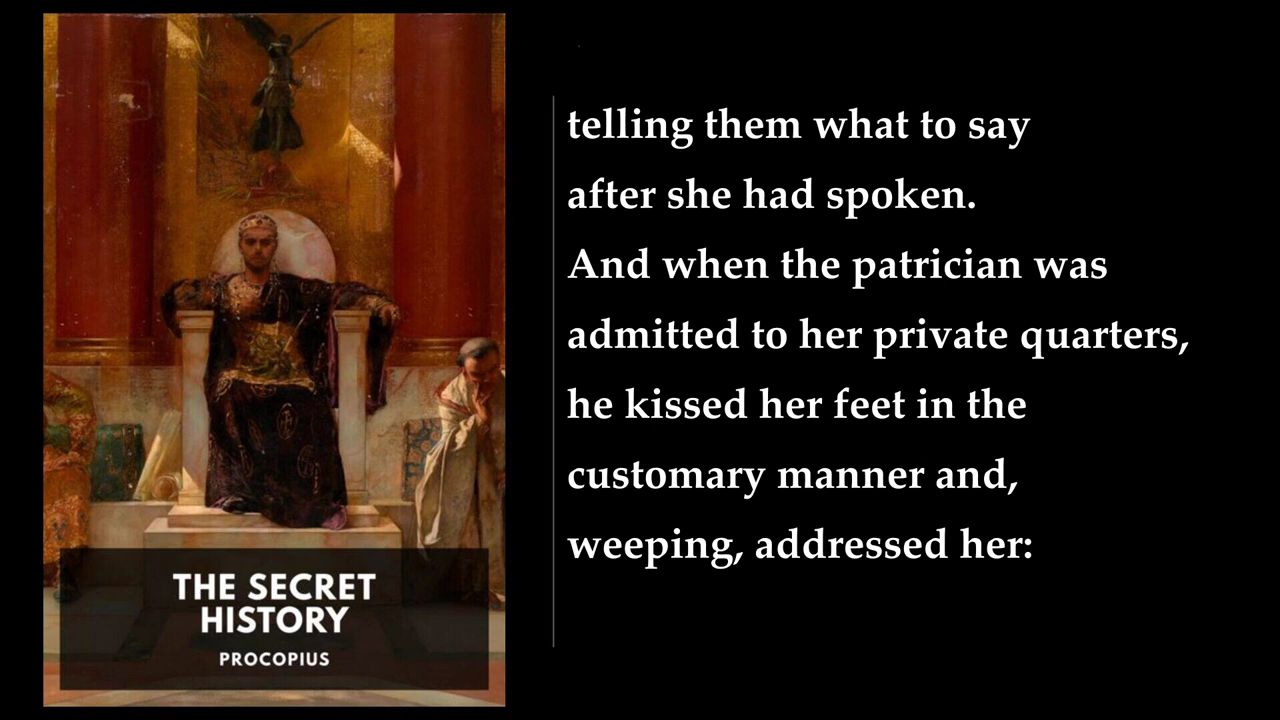 THE SECRET
HISTORY
PROCOPIUS
telling them what to say
after she had spoken.
And when the patrician was
admitted to her private quarters,
he kissed her feet in the
customary manner and,
weeping, addressed her: